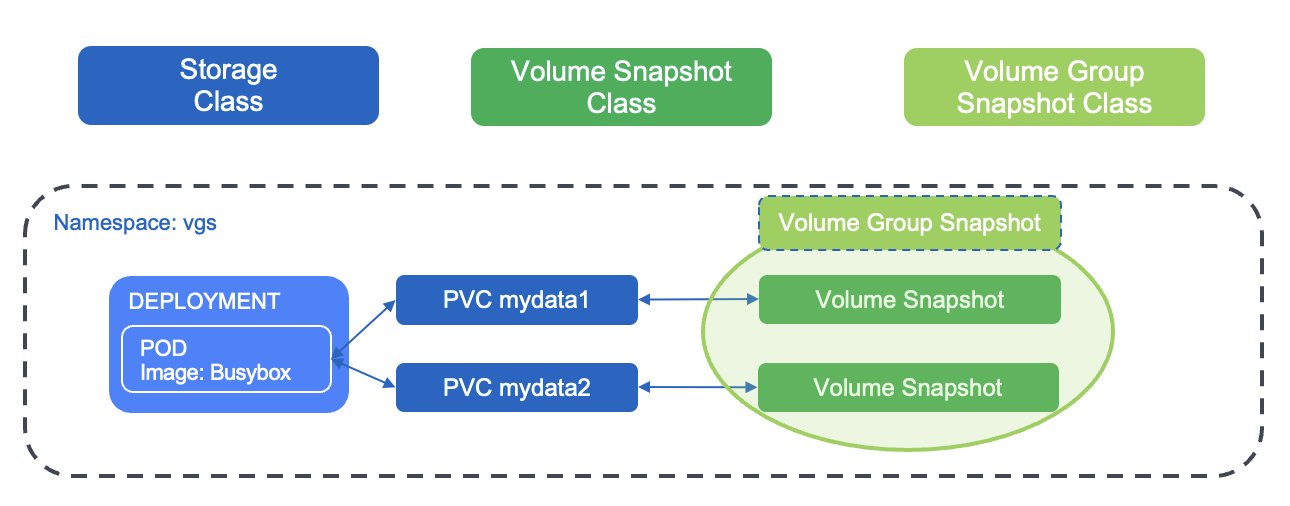 Storage
Class
Volume Snapshot
Class
Volume Group
Snapshot Class
Namespace: vgs
Volume Group Snapshot
DEPLOYMENT
POD
Image: Busybox
PVC mydata1
Volume Snapshot
PVC mydata2
Volume Snapshot